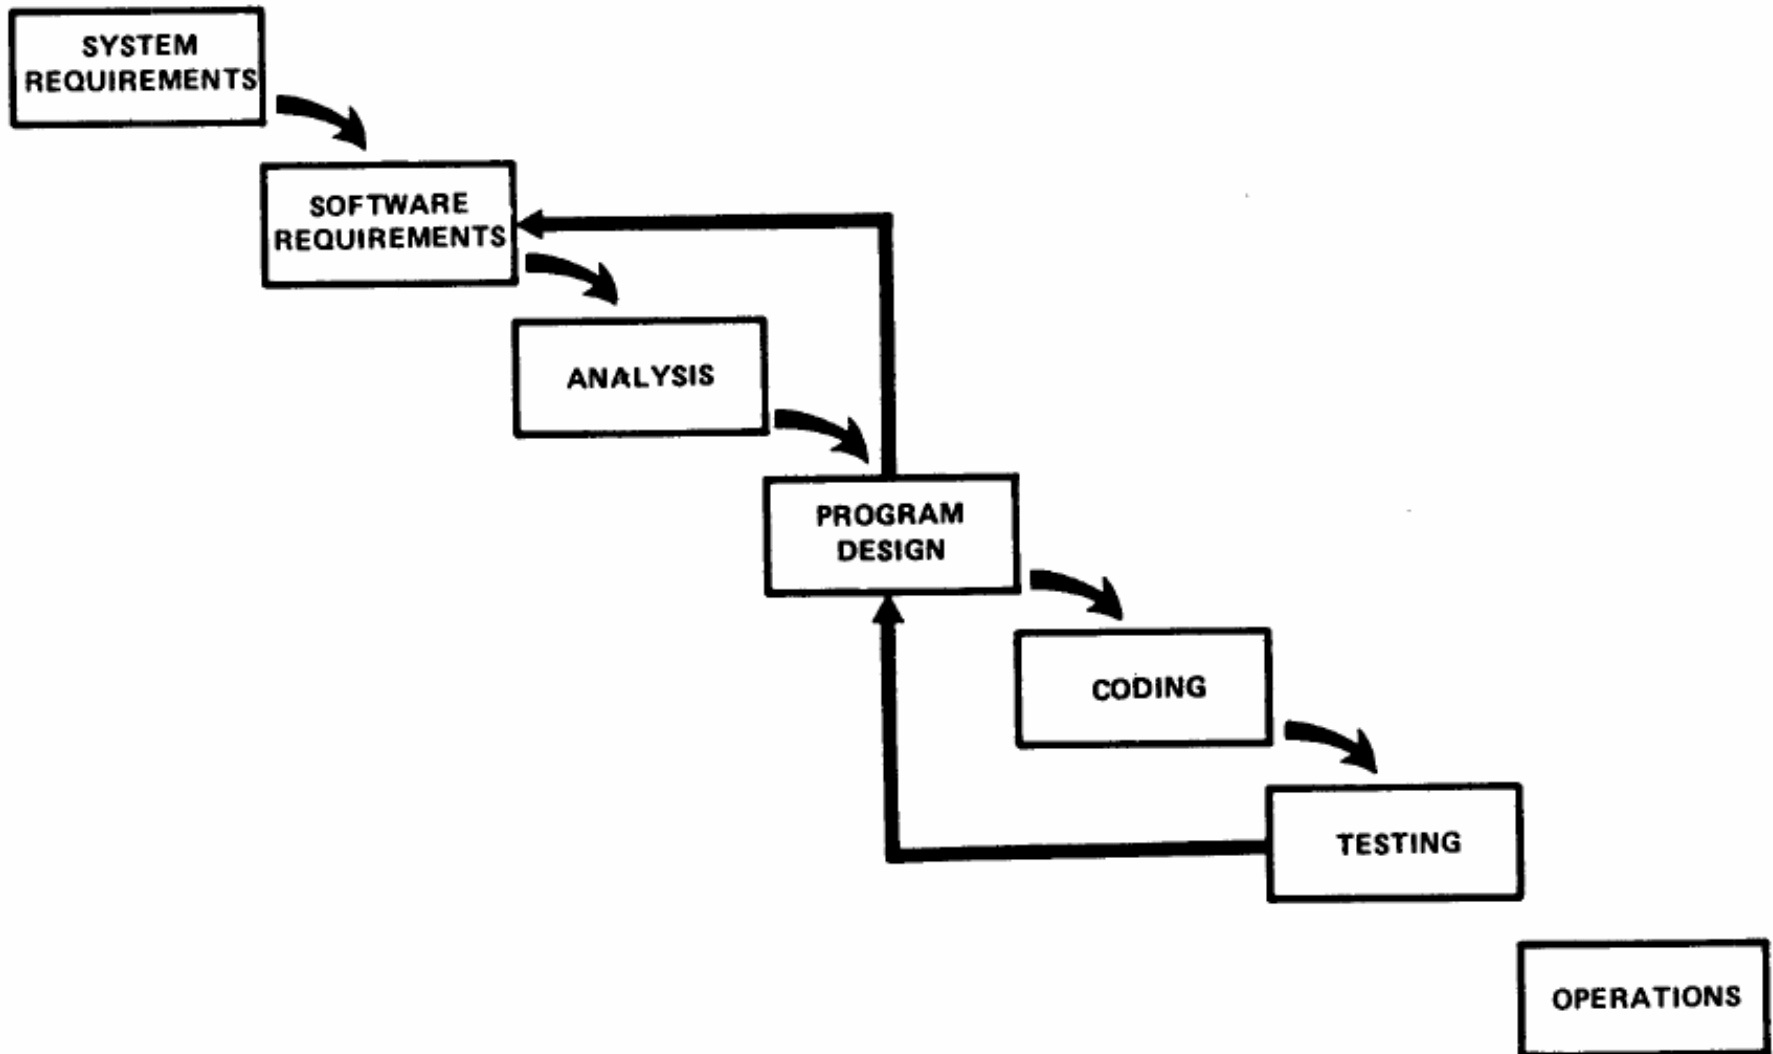 SYSTEM
REQUIREMENTS
SOFTWARE
REQUIREMENTS
ANALYSIS
PROGRAM
DESIGN
CODING
TESTING
OPERATIONS